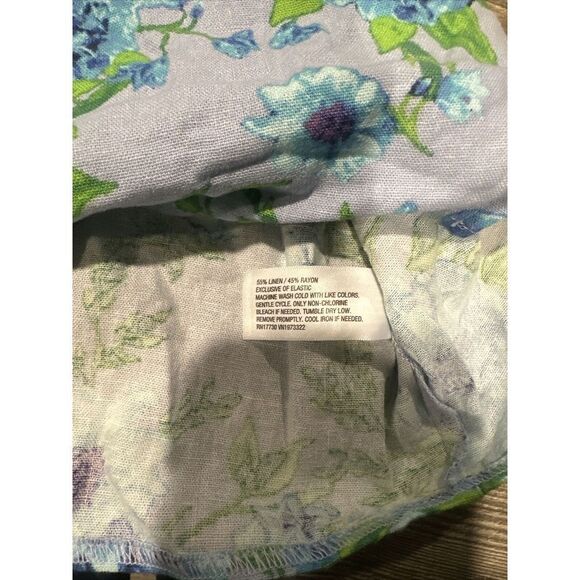 55% LINEN / 45% RAYON
EXCLUSIVE OF ELASTIC
MACHINE WASH COLD WITH LIKE COLORS.
GENTLE CYCLE. ONLY NON-CHLORINE
BLEACH IF NEEDED. TUMBLE DRY LOW.
REMOVE PROMPTLY. COOL IRON IF NEEDED.
RN17730 VN1973322